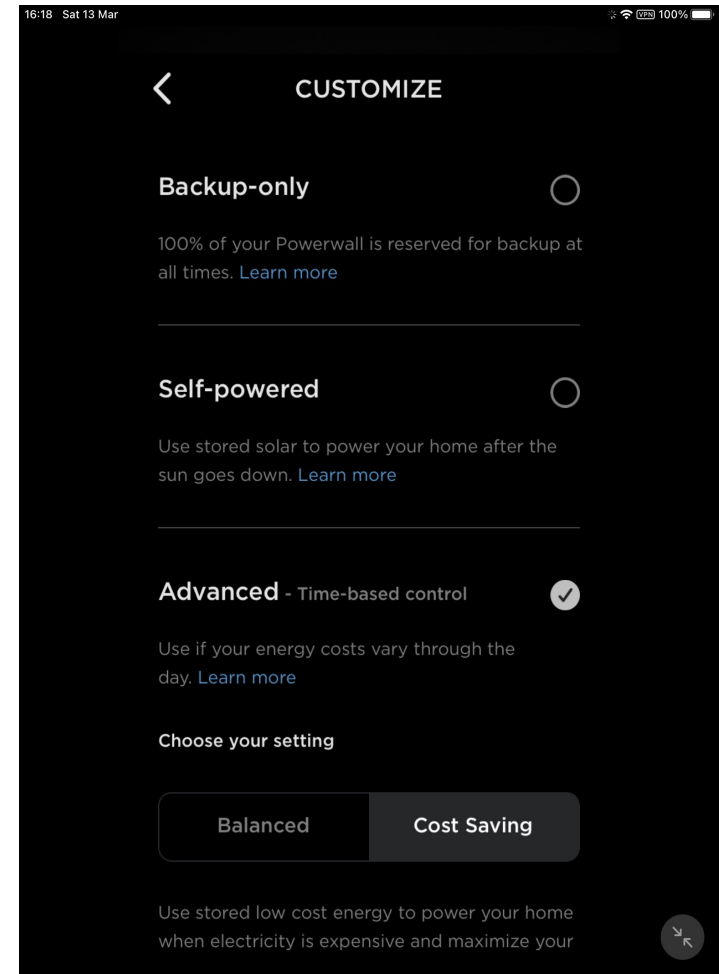 16:18 Sat 13 Mar VPN 100%
CUSTOMIZE
Backup-only
100% of your Powerwall is reserved for backup at
all times. Learn more
Self-powered
Use stored solar to power your home after the
sun goes down. Learn more
Advanced - Time-based control
Use if your energy costs vary through the
day. Learn more
Choose your setting
Balanced Cost Saving
Use stored low cost energy to power your home
when electricity is expensive and maximize your